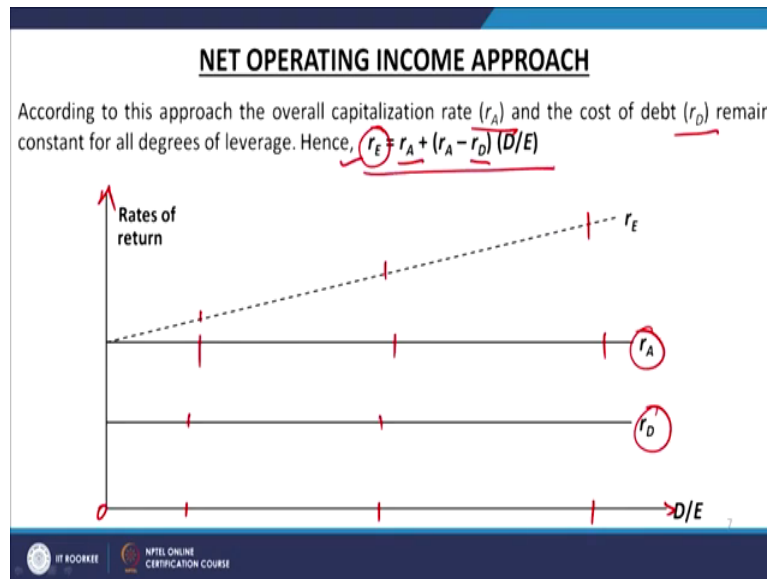 NET OPERATING INCOME APPROACH
According to this approach the overall capitalization rate (rA) and the cost of debt (rD) remain
constant for all degrees of leverage. Hence, rE = rA + (rA – rD) (D/E)
Rates of
return
rE
rA
rD
0
D/E
7
IIT ROORKEE
NPTEL ONLINE
CERTIFICATION COURSE